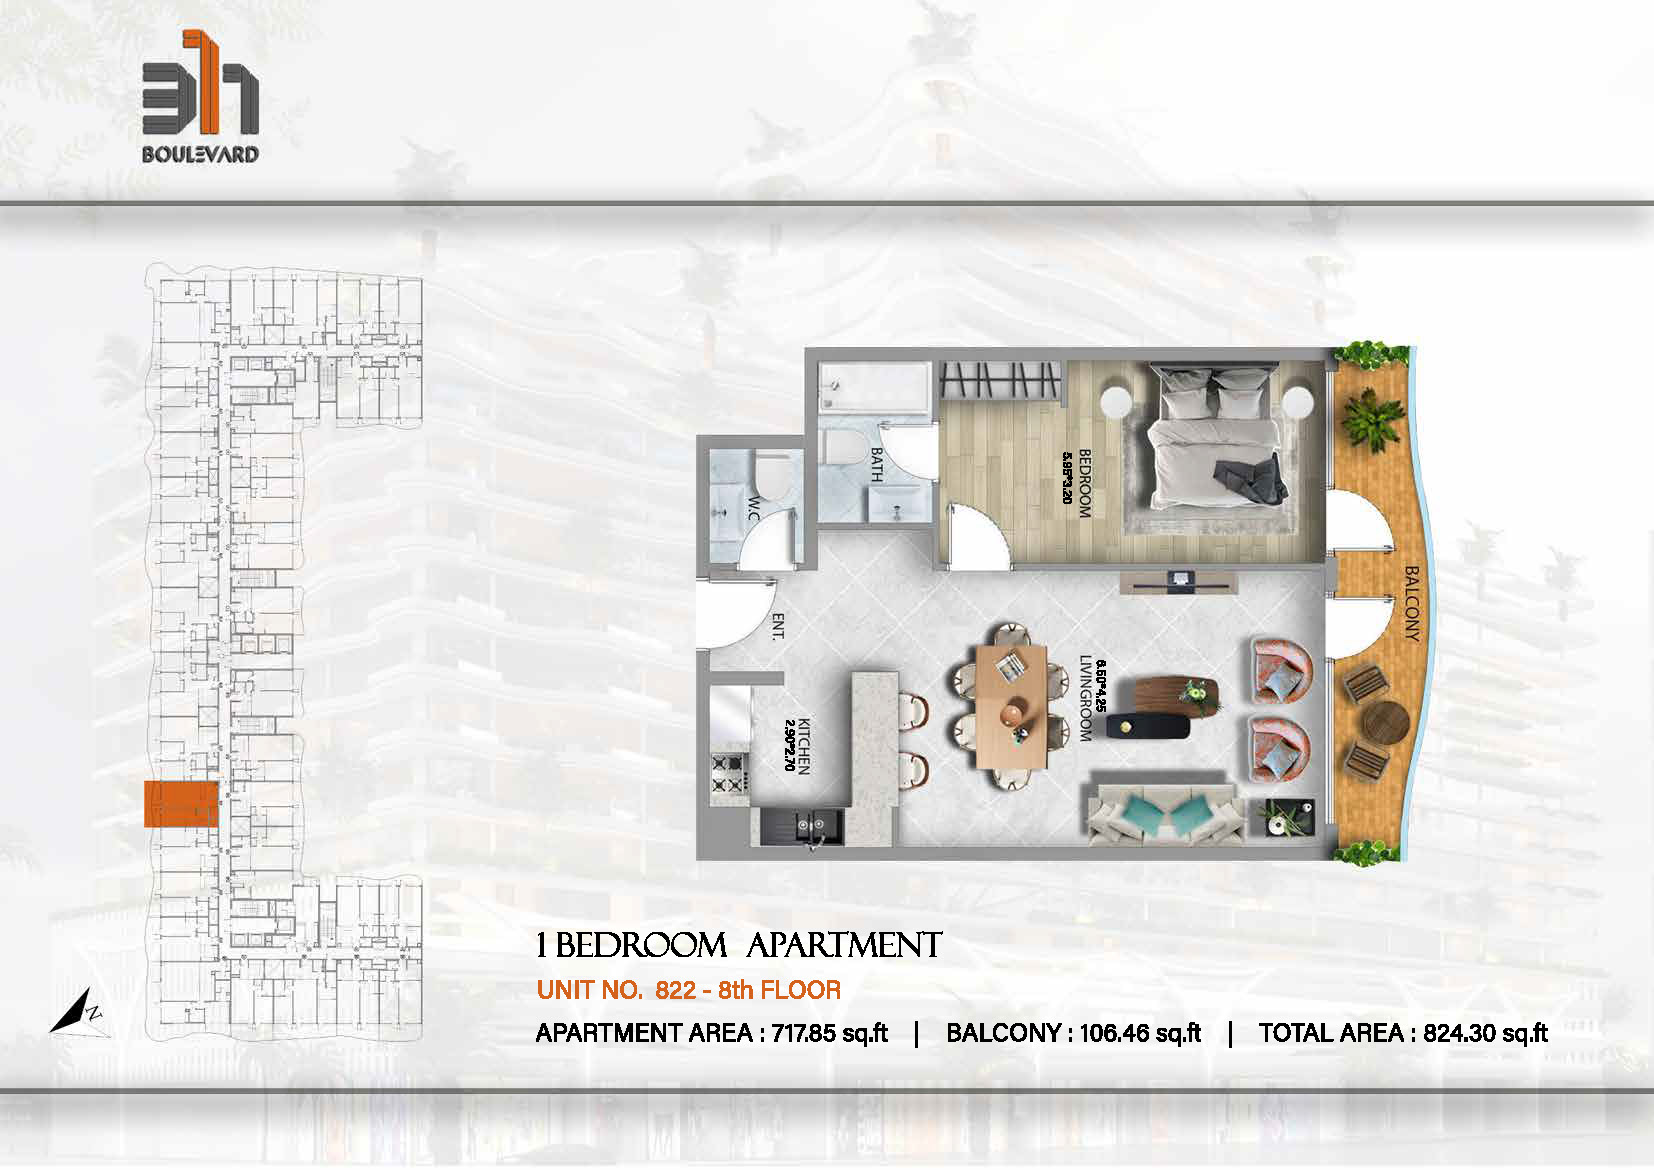 311
BOULEVARD
BATH
W.C
BEDROOM
5.95*3.20
BALCONY
ENT.
6.50*4.25
LIVINGROOM
KITCHEN
2.90*2.70
N
1 BEDROOM APARTMENT
UNIT NO. 822 - 8th FLOOR
APARTMENT AREA : 717.85 sq.ft | BALCONY : 106.46 sq.ft | TOTAL AREA : 824.30 sq.ft